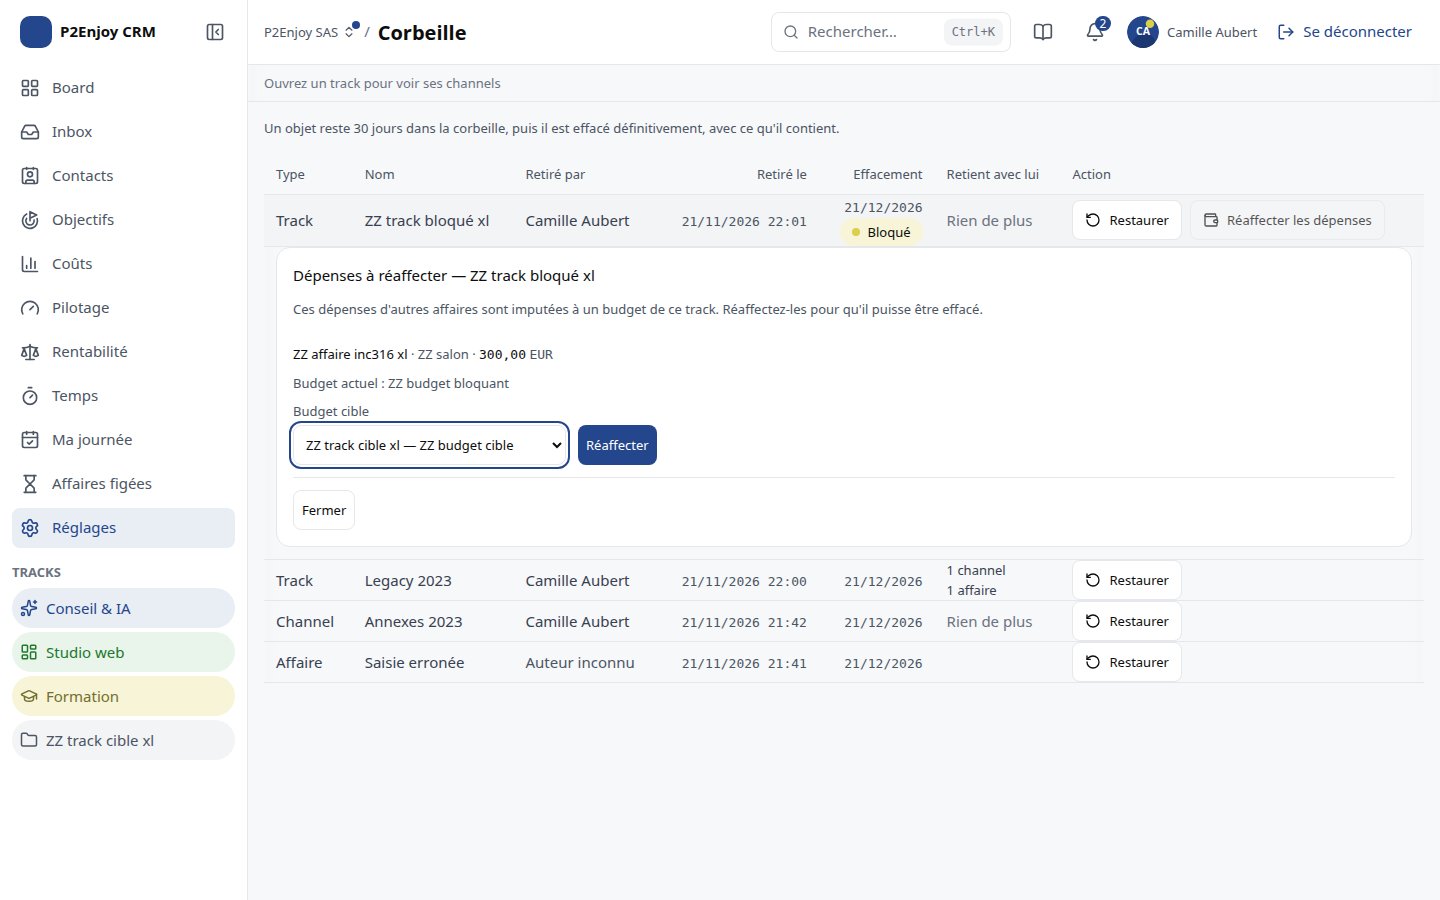 P2Enjoy CRM
P2Enjoy SAS / Corbeille
Rechercher... Ctrl+K
2
CA Camille Aubert
Se déconnecter
Board
Inbox
Contacts
Objectifs
Coûts
Pilotage
Rentabilité
Temps
Ma journée
Affaires figées
Réglages
TRACKS
Conseil & IA
Studio web
Formation
ZZ track cible xl
Ouvrez un track pour voir ses channels
Un objet reste 30 jours dans la corbeille, puis il est effacé définitivement, avec ce qu'il contient.
Type Nom Retiré par Retiré le Effacement Retient avec lui Action
Track ZZ track bloqué xl Camille Aubert 21/11/2026 22:01 21/12/2026 Bloqué Rien de plus Restaurer Réaffecter les dépenses
Dépenses à réaffecter — ZZ track bloqué xl
Ces dépenses d'autres affaires sont imputées à un budget de ce track. Réaffectez-les pour qu'il puisse être effacé.
ZZ affaire inc316 xl · ZZ salon · 300,00 EUR
Budget actuel : ZZ budget bloquant
Budget cible
ZZ track cible xl — ZZ budget cible Réaffecter
Fermer
Track Legacy 2023 Camille Aubert 21/11/2026 22:00 21/12/2026 1 channel 1 affaire Restaurer
Channel Annexes 2023 Camille Aubert 21/11/2026 21:42 21/12/2026 Rien de plus Restaurer
Affaire Saisie erronée Auteur inconnu 21/11/2026 21:41 21/12/2026 Restaurer